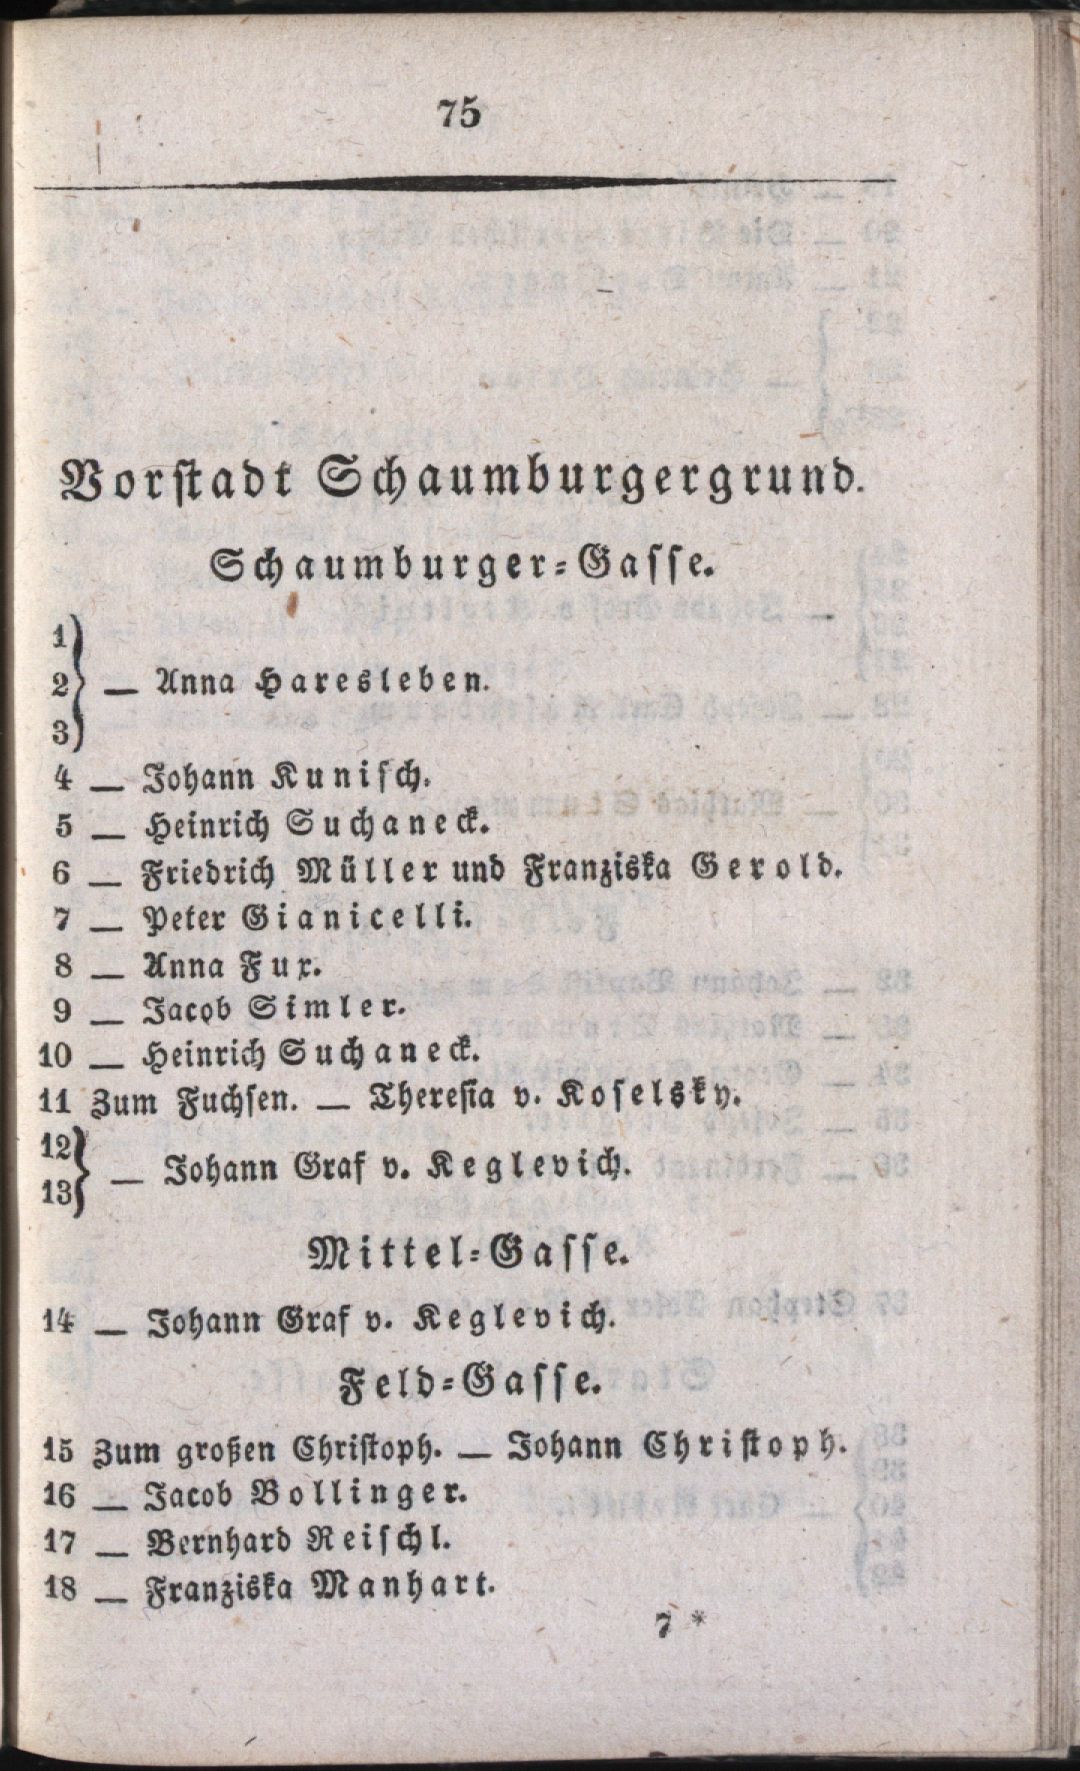 75
Vorstadt Schaumburgergrund.
Schaumburger-Gasse.
1
2 — Anna Haresleben.
3
4 — Johann Kunisch.
5 — Heinrich Suchaneck.
6 — Friedrich Müller und Franziska Gerold.
7 — Peter Gianicelli.
8 — Anna Fux.
9 — Jacob Simler.
10 — Heinrich Suchaneck.
11 Zum Fuchsen. — Theresia v. Koselsky.
12
13 — Johann Graf v. Keglevich.
Mittel-Gasse.
14 — Johann Graf v. Keglevich.
Feld-Gasse.
15 Zum großen Christoph. — Johann Christoph.
16 — Jacob Bollinger.
17 — Bernhard Reischl.
18 — Franziska Manhart.
7 *